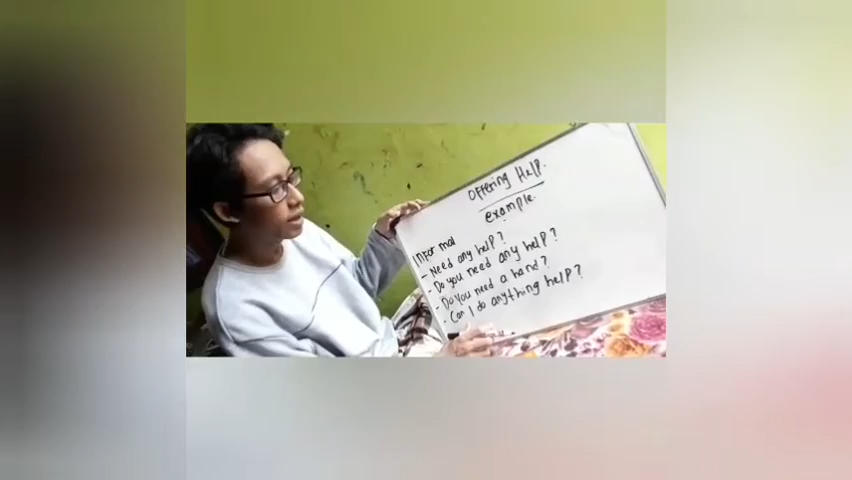 Offering Help.
example.
Informal
- Need any help?
- Do you need any help?
- Do you need a hand?
- Can I do anything help?